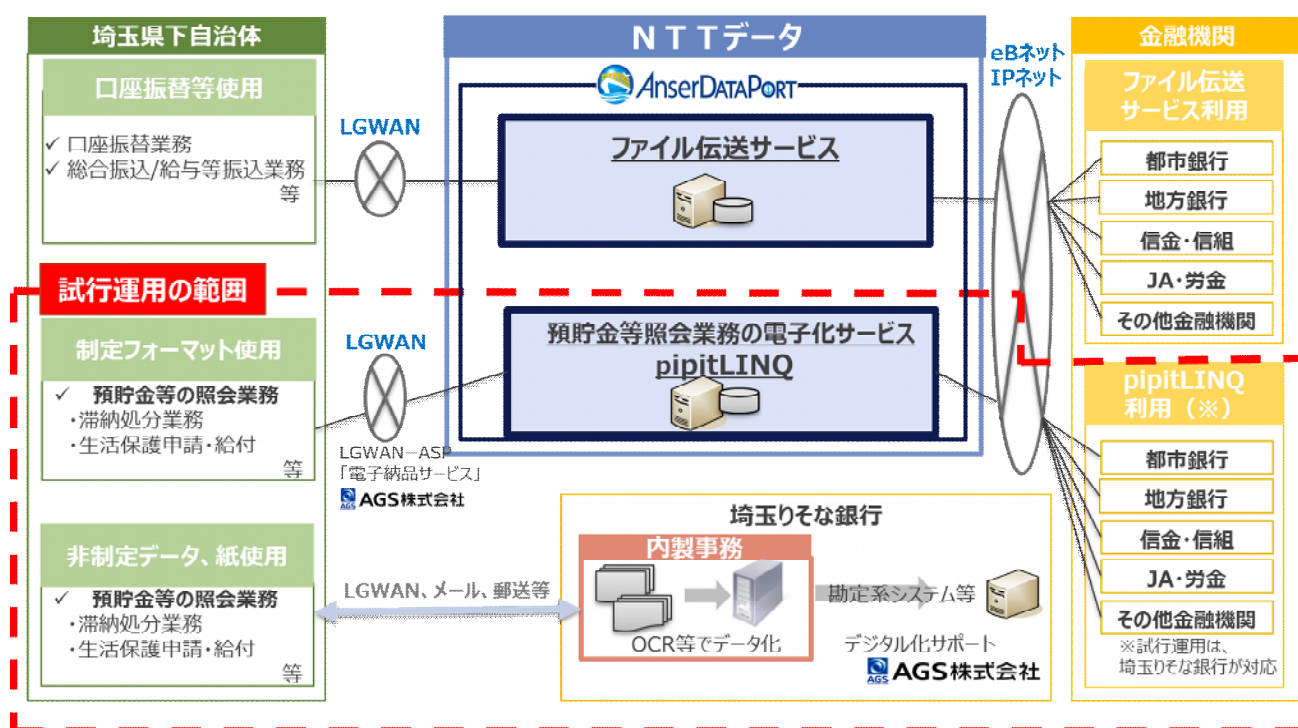 埼玉県下自治体
口座振替等使用
✓ 口座振替業務
✓ 総合振込/給与等振込業務
等
試行運用の範囲
制定フォーマット使用
✓ 預貯金等の照会業務
・滞納処分業務
・生活保護申請・給付
等
非制定データ、紙使用
✓ 預貯金等の照会業務
・滞納処分業務
・生活保護申請・給付
等
LGWAN
LGWAN
LGWAN-ASP
「電子納品サービス」
AGS AGS株式会社
LGWAN、メール、郵送等
NTTデータ
AnserDATAPORT
ファイル伝送サービス
預貯金等照会業務の電子化サービス
pipitLINQ
埼玉りそな銀行
内製事務
OCR等でデータ化
勘定系システム等
デジタル化サポート
AGS AGS株式会社
eBネット
IPネット
金融機関
ファイル伝送
サービス利用
都市銀行
地方銀行
信金・信組
JA・労金
その他金融機関
pipitLINQ
利用（※）
都市銀行
地方銀行
信金・信組
JA・労金
その他金融機関
※試行運用は、
埼玉りそな銀行が対応